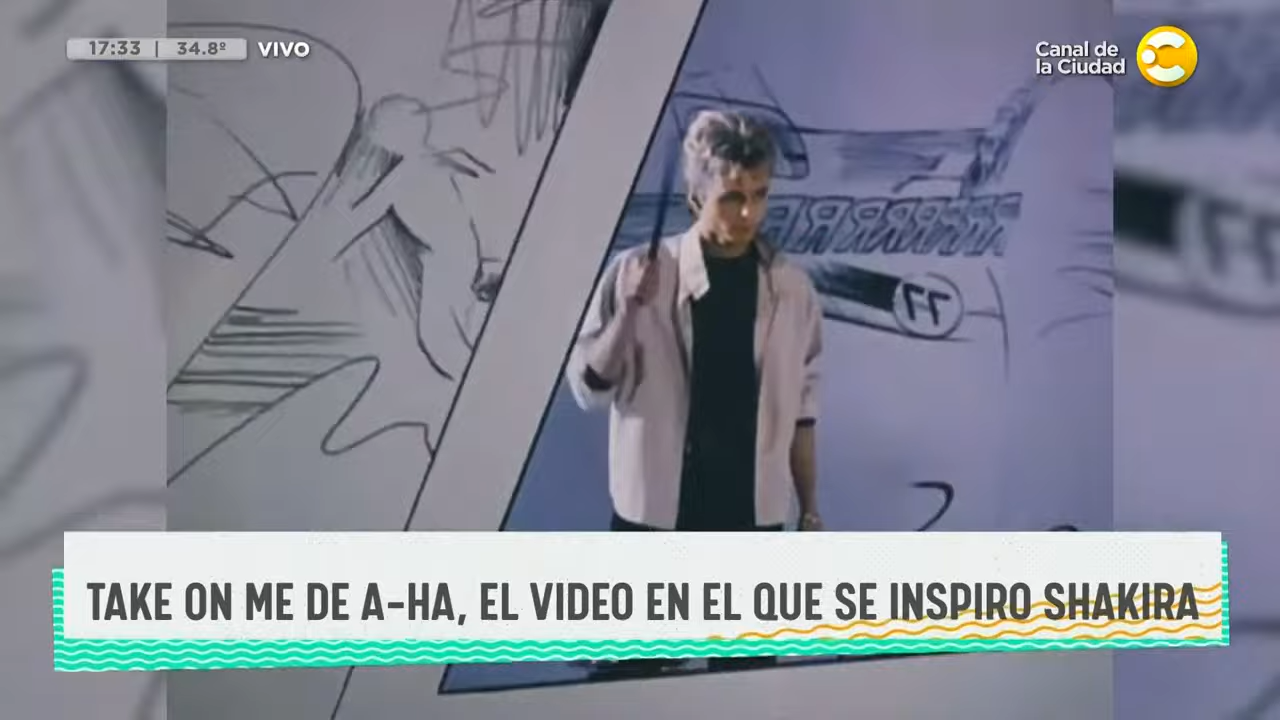 17:33 | 34.8º VIVO
Canal de
la Ciudad
77
TAKE ON ME DE A-HA, EL VIDEO EN EL QUE SE INSPIRO SHAKIRA